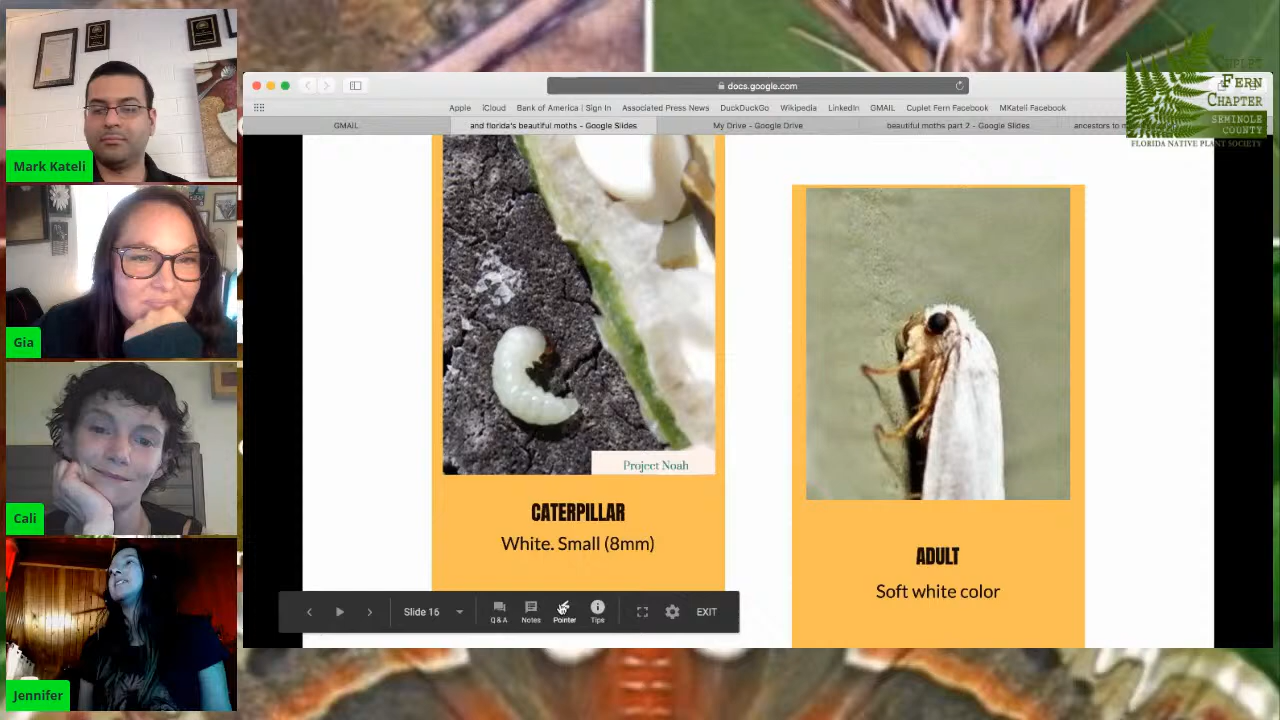 Mark Kateli
Gia
Cali
Jennifer
docs.google.com
Apple iCloud Bank of America | Sign In Associated Press News DuckDuckGo Wikipedia LinkedIn GMAIL Cuplet Fern Facebook MKateli Facebook
GMAIL and florida's beautiful moths - Google Slides My Drive - Google Drive beautiful moths part 2 - Google Slides ancestors to m
CUPLET
FERN
CHAPTER
SEMINOLE
COUNTY
FLORIDA NATIVE PLANT SOCIETY
Project Noah
CATERPILLAR
White. Small (8mm)
ADULT
Soft white color
Slide 16
Q & A Notes Pointer Tips
EXIT